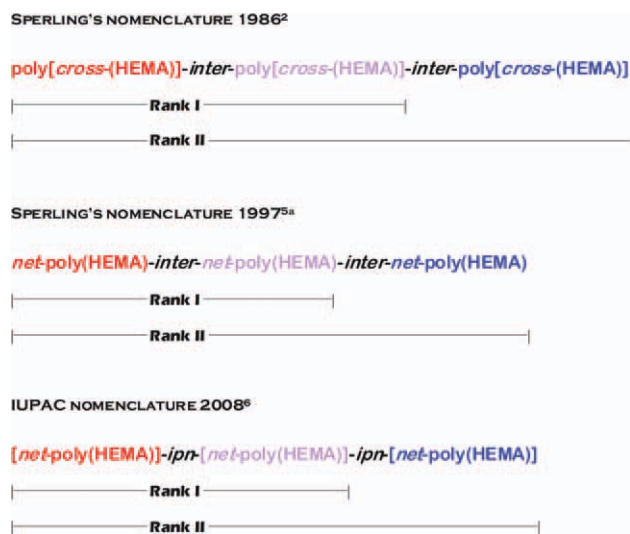 SPERLING'S NOMENCLATURE 1986²
poly[cross-(HEMA)]-inter-poly[cross-(HEMA)]-inter-poly[cross-(HEMA)]
Rank I
Rank II
SPERLING'S NOMENCLATURE 1997⁵ᵃ
net-poly(HEMA)-inter-net-poly(HEMA)-inter-net-poly(HEMA)
Rank I
Rank II
IUPAC NOMENCLATURE 2008⁶
[net-poly(HEMA)]-ipn-[net-poly(HEMA)]-ipn-[net-poly(HEMA)]
Rank I
Rank II